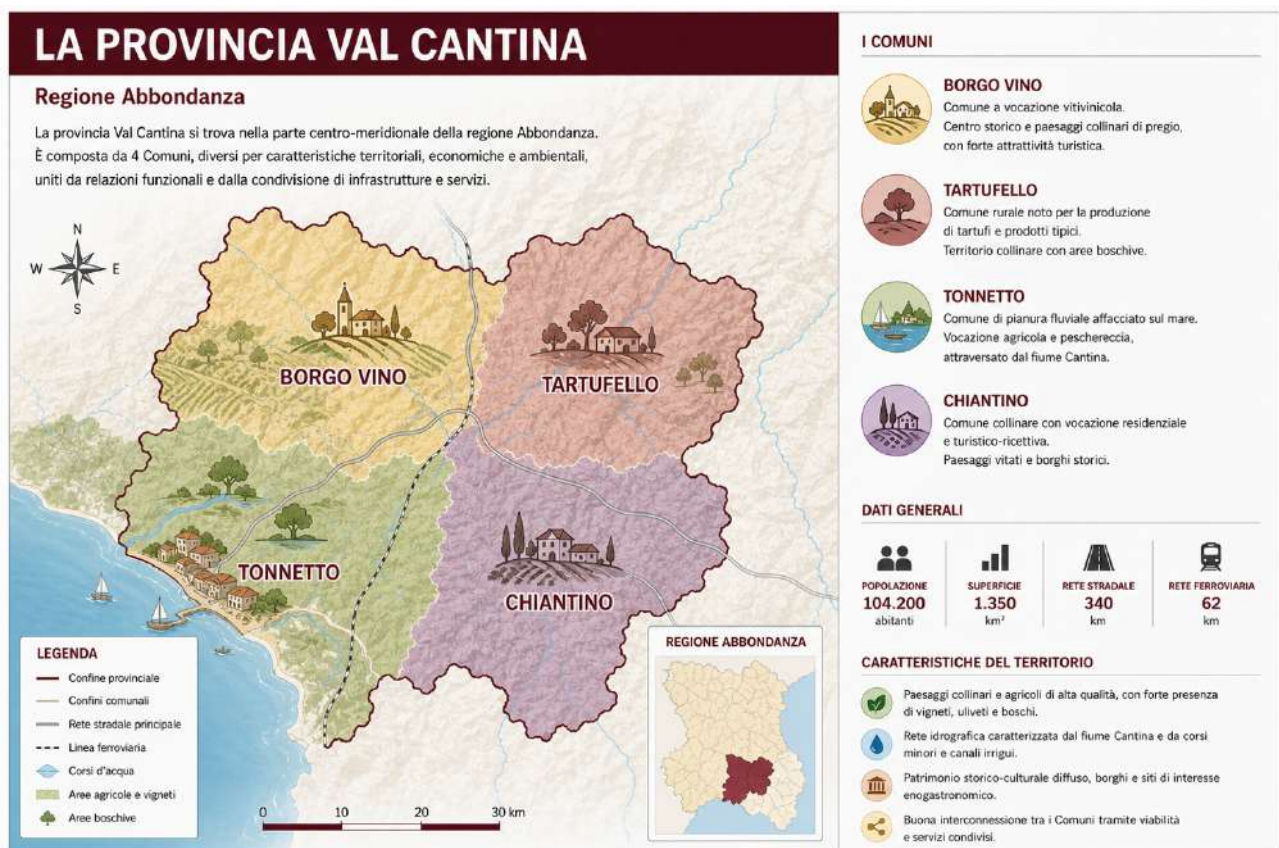 LA PROVINCIA VAL CANTINA
Regione Abbondanza
La provincia Val Cantina si trova nella parte centro-meridionale della regione Abbondanza.
È composta da 4 Comuni, diversi per caratteristiche territoriali, economiche e ambientali,
uniti da relazioni funzionali e dalla condivisione di infrastrutture e servizi.
N
W
E
S
BORGO VINO
TARTUFELLO
TONNETTO
CHIANTINO
LEGENDA
Confine provinciale
Confini comunali
Rete stradale principale
Linea ferroviaria
Corsi d'acqua
Aree agricole e vigneti
Aree boschive
0 10 20 30 km
REGIONE ABBONDANZA
I COMUNI
BORGO VINO
Comune a vocazione vitivinicola.
Centro storico e paesaggi collinari di pregio,
con forte attrattività turistica.
TARTUFELLO
Comune rurale noto per la produzione
di tartufi e prodotti tipici.
Territorio collinare con aree boschive.
TONNETTO
Comune di pianura fluviale affacciato sul mare.
Vocazione agricola e peschereccia,
attraversato dal fiume Cantina.
CHIANTINO
Comune collinare con vocazione residenziale
e turistico-ricettiva.
Paesaggi vitati e borghi storici.
DATI GENERALI
POPOLAZIONE
104.200
abitanti
SUPERFICIE
1.350
km²
RETE STRADALE
340
km
RETE FERROVIARIA
62
km
CARATTERISTICHE DEL TERRITORIO
Paesaggi collinari e agricoli di alta qualità, con forte presenza
di vigneti, uliveti e boschi.
Rete idrografica caratterizzata dal fiume Cantina e da corsi
minori e canali irrigui.
Patrimonio storico-culturale diffuso, borghi e siti di interesse
enogastronomico.
Buona interconnessione tra i Comuni tramite viabilità
e servizi condivisi.